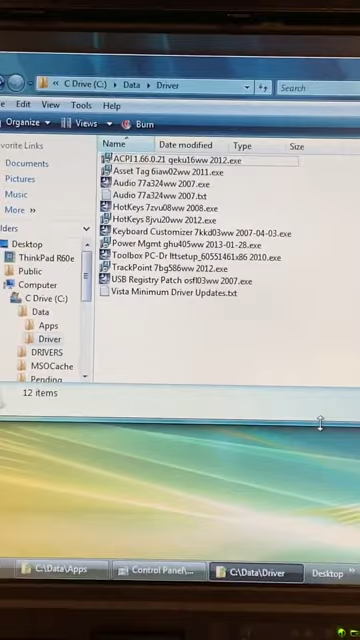 « C Drive (C:) ▸ Data ▸ Driver
Search
Edit View Tools Help
Organize Views Burn
vorite Links
Name Date modified Type Size
Documents
Pictures
Music
More »
lders
Desktop
ThinkPad R60e
Public
Computer
C Drive (C:)
Data
Apps
Driver
DRIVERS
MSOCache
Pending
ACPI 1.66.0.21 qeku16ww 2012.exe
Asset Tag 6iaw02ww 2011.exe
Audio 77a324ww 2007.exe
Audio 77a324ww 2007.txt
HotKeys 7zvu08ww 2008.exe
HotKeys 8jvu20ww 2012.exe
Keyboard Customizer 7kkd03ww 2007-04-03.exe
Power Mgmt ghu405ww 2013-01-28.exe
Toolbox PC-Dr lttsetup_60551461x86 2010.exe
TrackPoint 7bg586ww 2012.exe
USB Registry Patch osfl03ww 2007.exe
Vista Minimum Driver Updates.txt
12 items
C:\Data\Apps
Control Panel\...
C:\Data\Driver
Desktop »